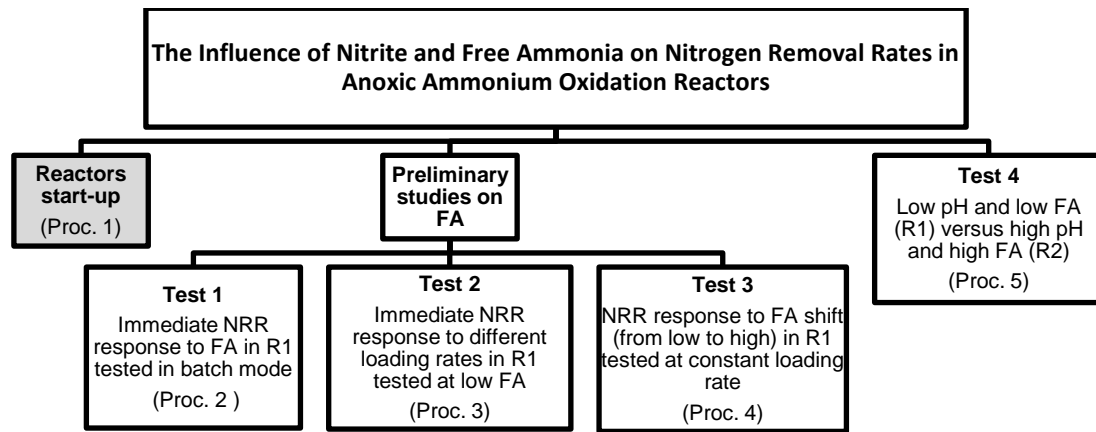 The Influence of Nitrite and Free Ammonia on Nitrogen Removal Rates in
Anoxic Ammonium Oxidation Reactors
Reactors
start-up
(Proc. 1)
Preliminary
studies on
FA
Test 4
Low pH and low FA
(R1) versus high pH
and high FA (R2)
(Proc. 5)
Test 1
Immediate NRR
response to FA in R1
tested in batch mode
(Proc. 2 )
Test 2
Immediate NRR
response to different
loading rates in R1
tested at low FA
(Proc. 3)
Test 3
NRR response to FA shift
(from low to high) in R1
tested at constant loading
rate
(Proc. 4)